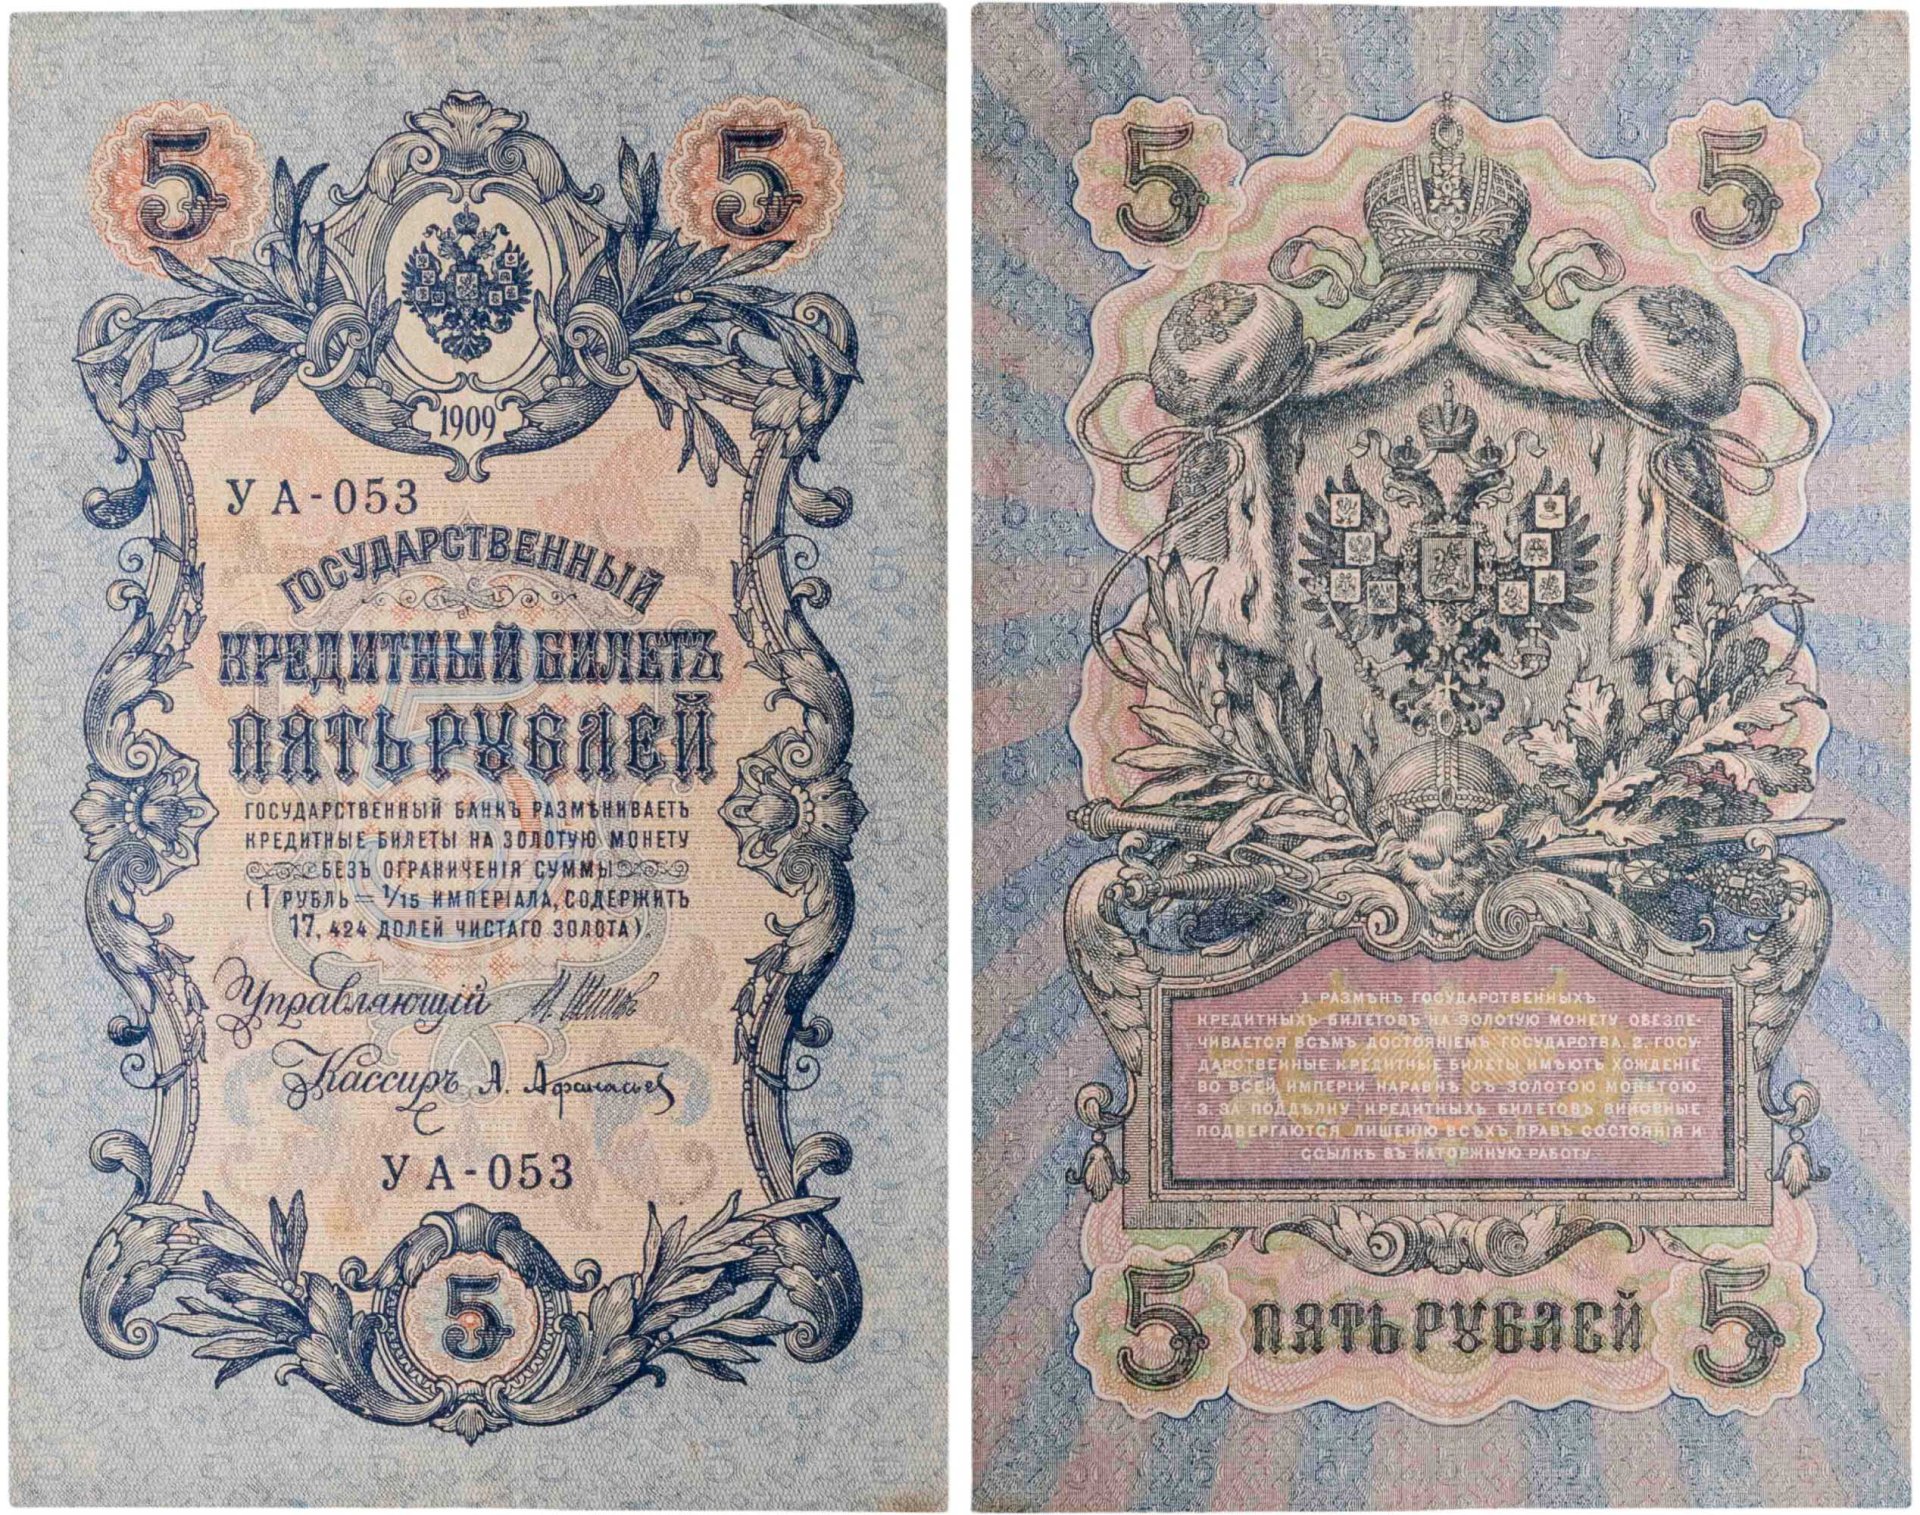 5
5
1909
УА-053
ГОСУДАРСТВЕННЫЙ
КРЕДИТНЫЙ БИЛЕТЪ
ПЯТЬ РУБЛЕЙ
ГОСУДАРСТВЕННЫЙ БАНКЪ РАЗМѢНИВАЕТЪ
КРЕДИТНЫЕ БИЛЕТЫ НА ЗОЛОТУЮ МОНЕТУ
БЕЗЪ ОГРАНИЧЕНІЯ СУММЫ
(1 РУБЛЬ = 1/15 ИМПЕРІАЛА, СОДЕРЖИТЪ
17,424 ДОЛЕЙ ЧИСТАГО ЗОЛОТА).
Управляющій И. Шипов
Кассиръ А. Афанасьев
УА-053
5
5
5
1. РАЗМѢНЪ ГОСУДАРСТВЕННЫХЪ
КРЕДИТНЫХЪ БИЛЕТОВЪ НА ЗОЛОТУЮ МОНЕТУ ОБЕЗПЕ-
ЧИВАЕТСЯ ВСѢМЪ ДОСТОЯНІЕМЪ ГОСУДАРСТВА. 2. ГОСУ-
ДАРСТВЕННЫЕ КРЕДИТНЫЕ БИЛЕТЫ ИМѢЮТЪ ХОЖДЕНІЕ
ВО ВСЕЙ ИМПЕРІИ НАРАВНѢ СЪ ЗОЛОТОЮ МОНЕТОЮ.
3. ЗА ПОДДѢЛКУ КРЕДИТНЫХЪ БИЛЕТОВЪ ВИНОВНЫЕ
ПОДВЕРГАЮТСЯ ЛИШЕНІЮ ВСѢХЪ ПРАВЪ СОСТОЯНІЯ И
ССЫЛКѢ ВЪ КАТОРЖНУЮ РАБОТУ.
5 ПЯТЬ РУБЛЕЙ 5